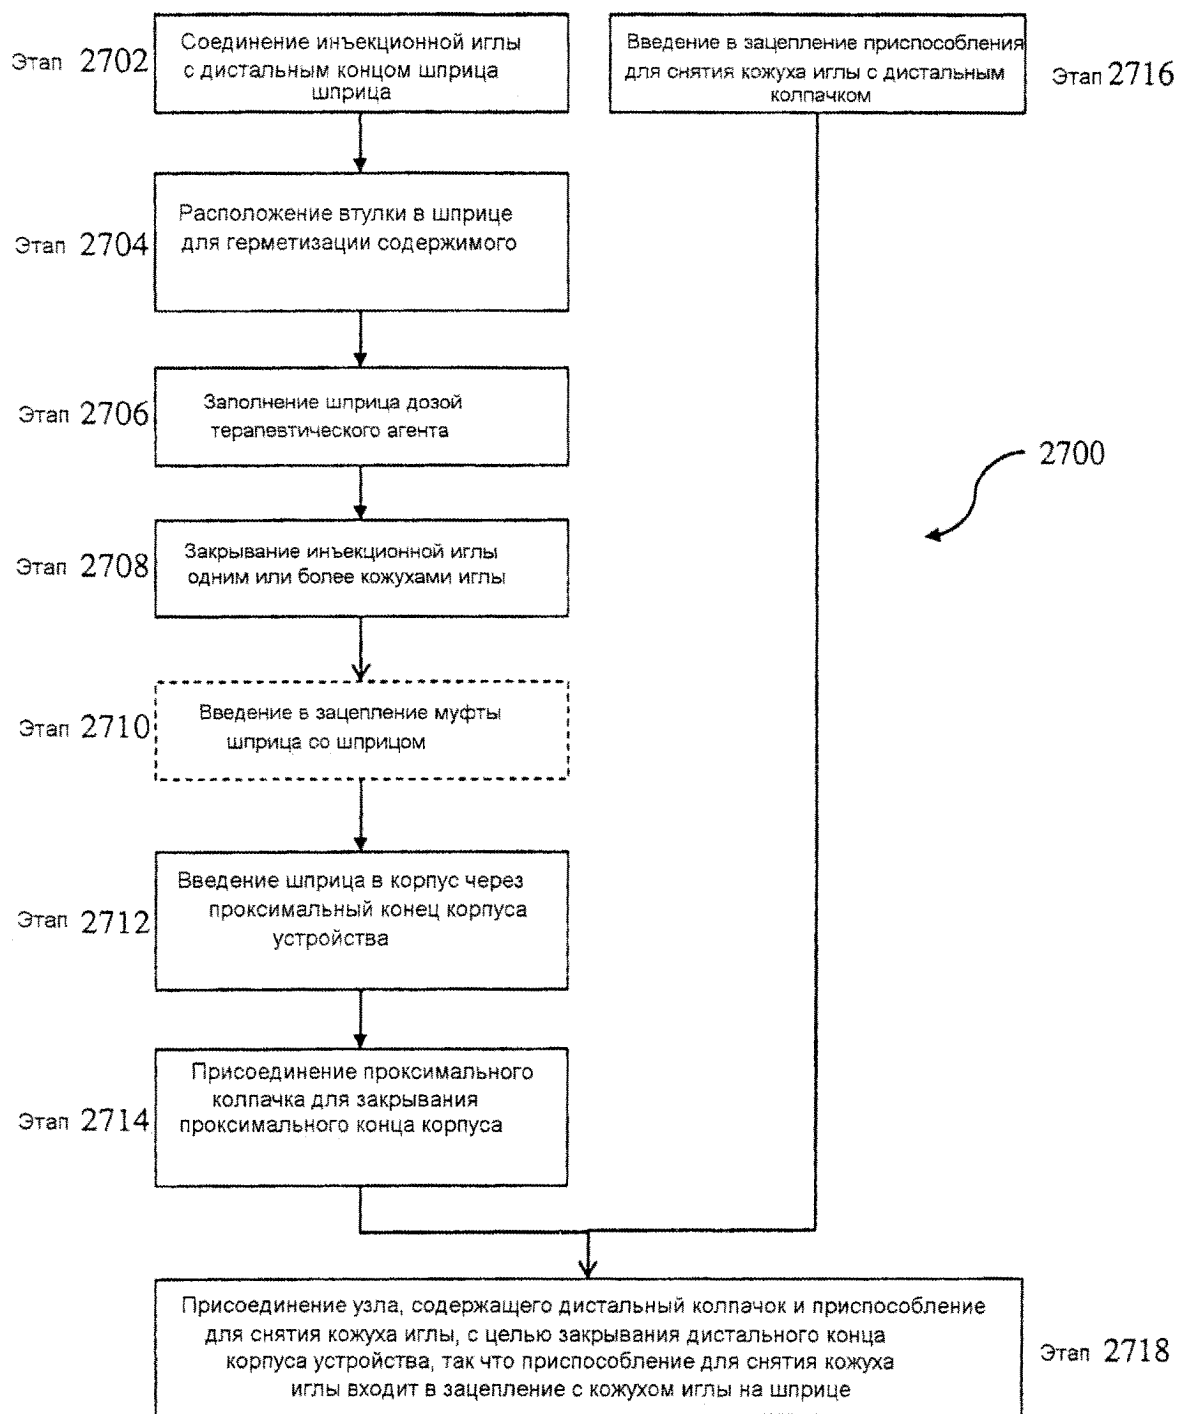 Этап 2702
Соединение инъекционной иглы
с дистальным концом шприца
шприца
Введение в зацепление приспособления
для снятия кожуха иглы с дистальным
колпачком
Этап 2716
Этап 2704
Расположение втулки в шприце
для герметизации содержимого
Этап 2706
Заполнение шприца дозой
терапевтического агента
2700
Этап 2708
Закрывание инъекционной иглы
одним или более кожухами иглы
Этап 2710
Введение в зацепление муфты
шприца со шприцом
Этап 2712
Введение шприца в корпус через
проксимальный конец корпуса
устройства
Этап 2714
Присоединение проксимального
колпачка для закрывания
проксимального конца корпуса
Присоединение узла, содержащего дистальный колпачок и приспособление
для снятия кожуха иглы, с целью закрывания дистального конца
корпуса устройства, так что приспособление для снятия кожуха
иглы входит в зацепление с кожухом иглы на шприце
Этап 2718